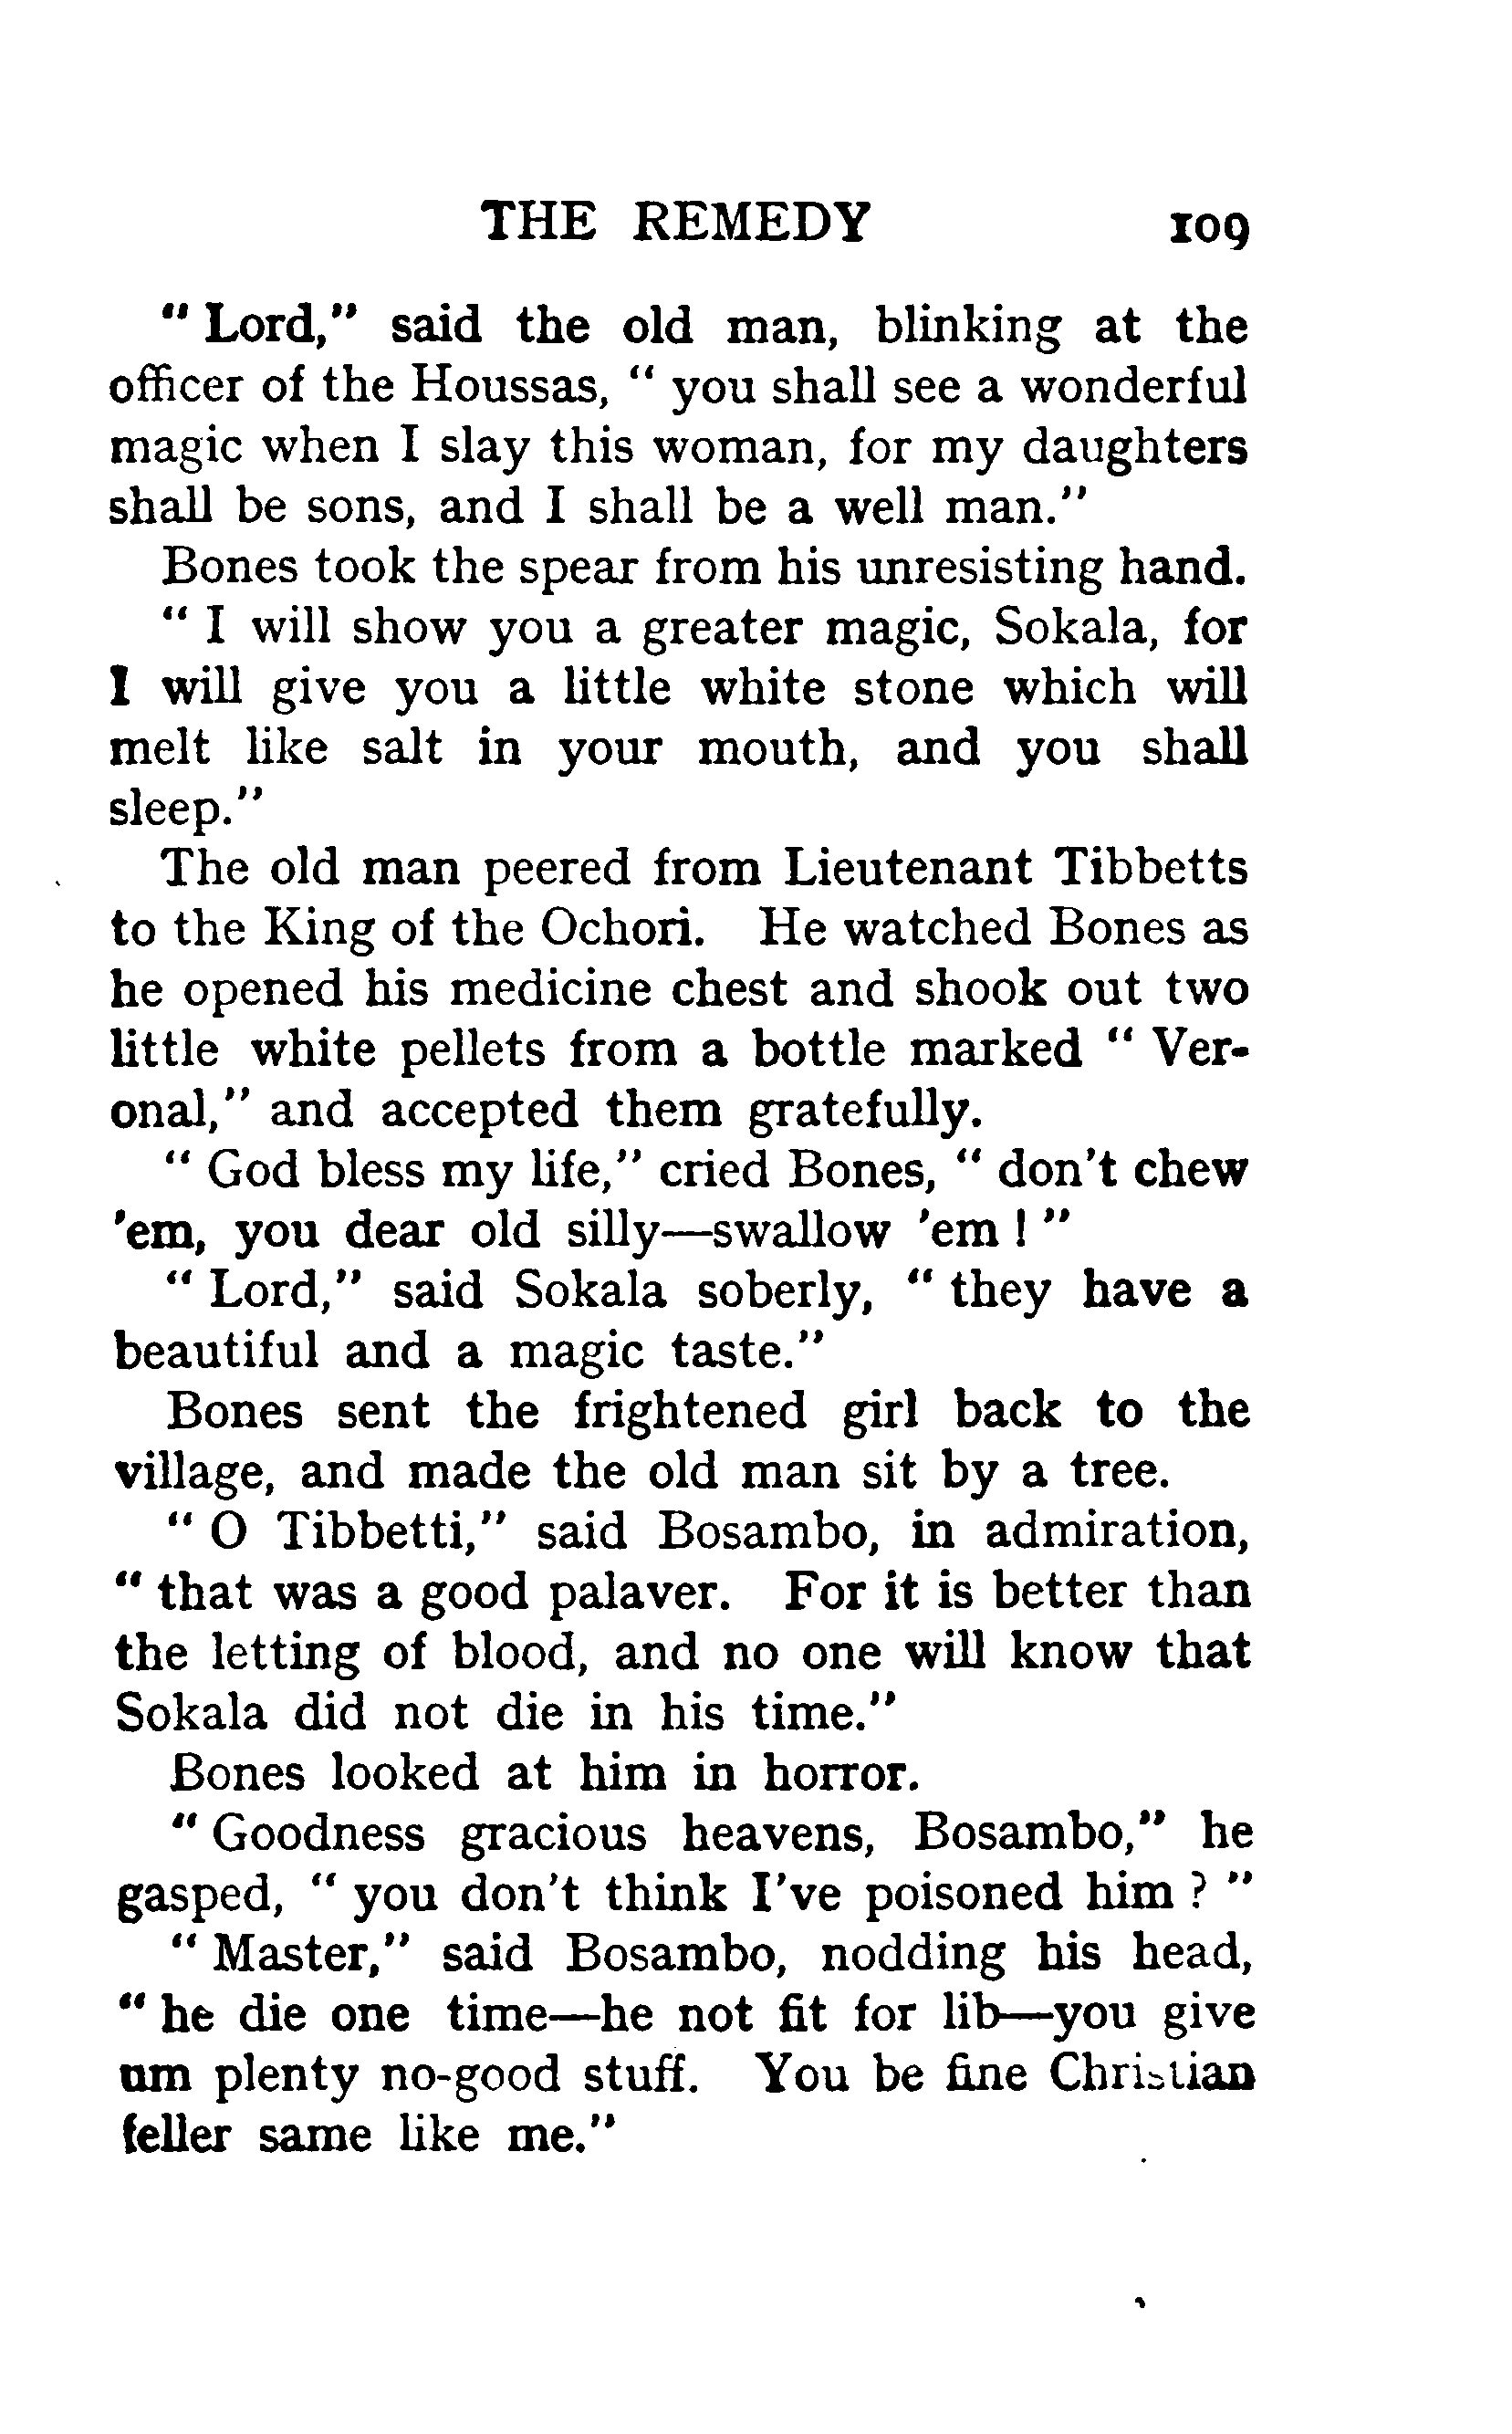 THE REMEDY 109
" Lord," said the old man, blinking at the
officer of the Houssas, " you shall see a wonderful
magic when I slay this woman, for my daughters
shall be sons, and I shall be a well man."
Bones took the spear from his unresisting hand.
" I will show you a greater magic, Sokala, for
I will give you a little white stone which will
melt like salt in your mouth, and you shall
sleep."
The old man peered from Lieutenant Tibbetts
to the King of the Ochori. He watched Bones as
he opened his medicine chest and shook out two
little white pellets from a bottle marked " Ver-
onal," and accepted them gratefully.
" God bless my life," cried Bones, " don't chew
'em, you dear old silly—swallow 'em ! "
" Lord," said Sokala soberly, " they have a
beautiful and a magic taste."
Bones sent the frightened girl back to the
village, and made the old man sit by a tree.
" O Tibbetti," said Bosambo, in admiration,
" that was a good palaver. For it is better than
the letting of blood, and no one will know that
Sokala did not die in his time."
Bones looked at him in horror.
" Goodness gracious heavens, Bosambo," he
gasped, " you don't think I've poisoned him ? "
" Master," said Bosambo, nodding his head,
" he die one time—he not fit for lib—you give
um plenty no-good stuff. You be fine Christian
feller same like me."